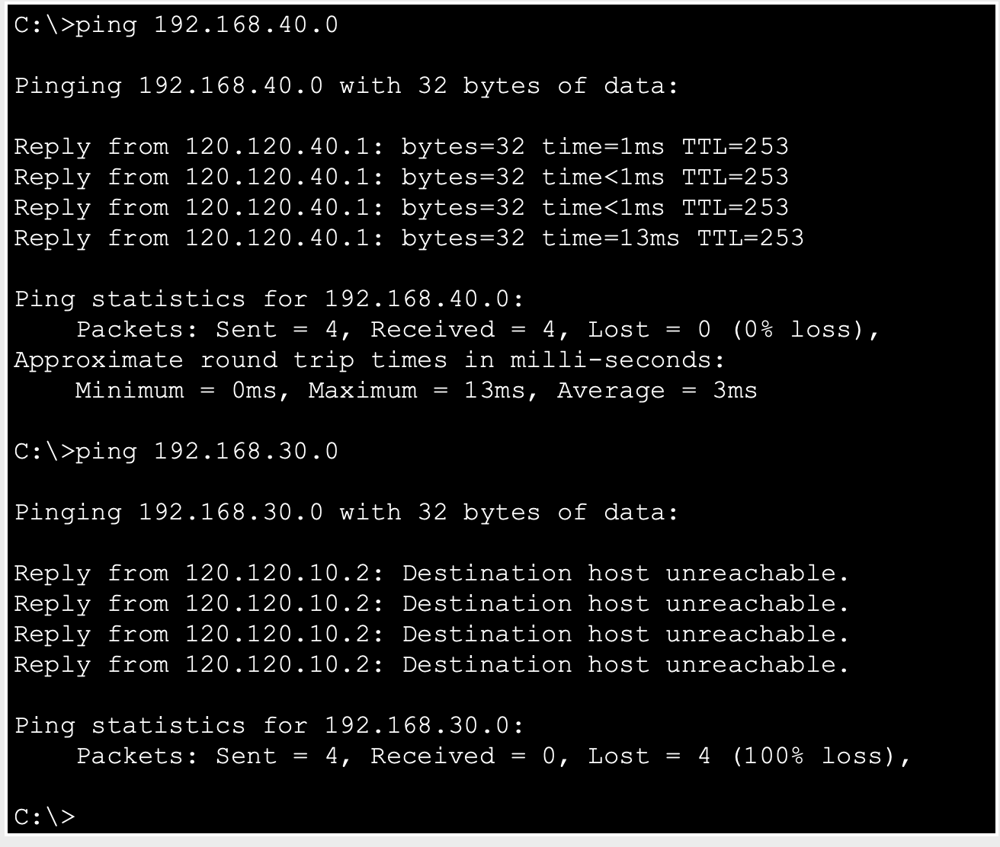 C:\>ping 192.168.40.0
Pinging 192.168.40.0 with 32 bytes of data:
Reply from 120.120.40.1: bytes=32 time=1ms TTL=253
Reply from 120.120.40.1: bytes=32 time<1ms TTL=253
Reply from 120.120.40.1: bytes=32 time<1ms TTL=253
Reply from 120.120.40.1: bytes=32 time=13ms TTL=253
Ping statistics for 192.168.40.0:
    Packets: Sent = 4, Received = 4, Lost = 0 (0% loss),
Approximate round trip times in milli-seconds:
    Minimum = 0ms, Maximum = 13ms, Average = 3ms
C:\>ping 192.168.30.0
Pinging 192.168.30.0 with 32 bytes of data:
Reply from 120.120.10.2: Destination host unreachable.
Reply from 120.120.10.2: Destination host unreachable.
Reply from 120.120.10.2: Destination host unreachable.
Reply from 120.120.10.2: Destination host unreachable.
Ping statistics for 192.168.30.0:
    Packets: Sent = 4, Received = 0, Lost = 4 (100% loss),
C:\>